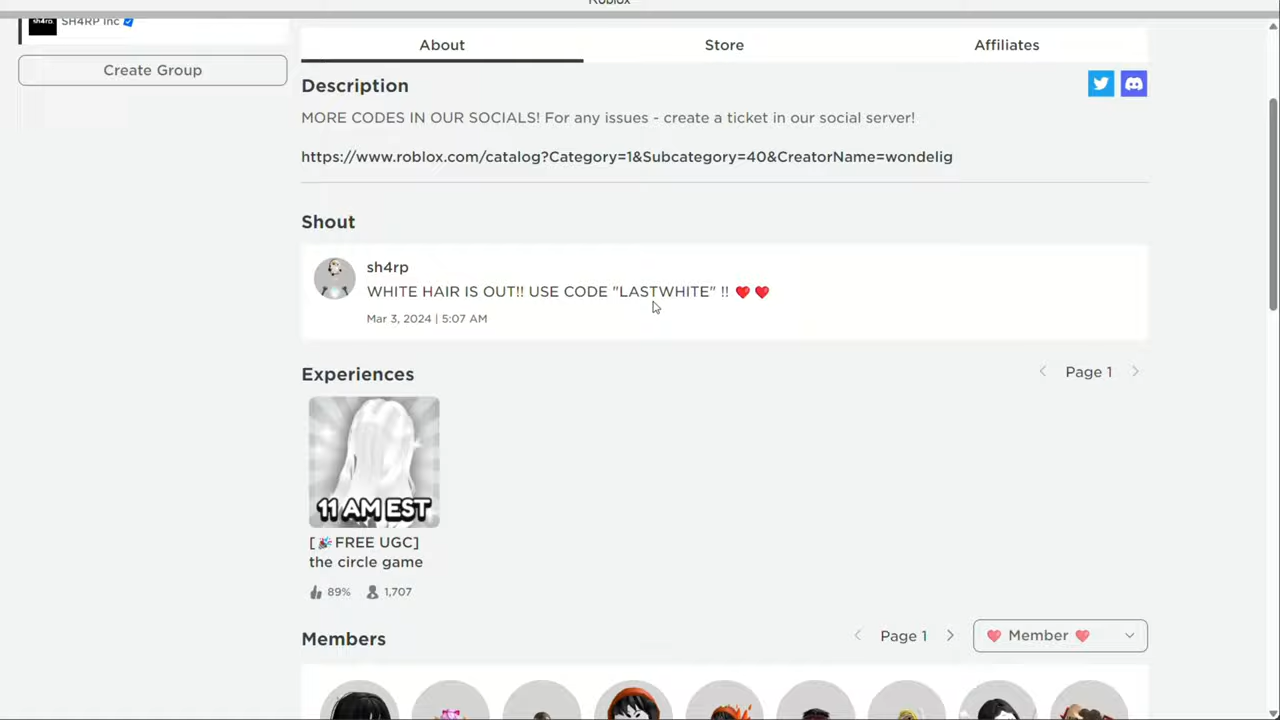 Roblox
sh4rp
SH4RP Inc
Create Group
About
Store
Affiliates
Description
MORE CODES IN OUR SOCIALS! For any issues - create a ticket in our social server!
https://www.roblox.com/catalog?Category=1&Subcategory=40&CreatorName=wondelig
Shout
sh4rp
WHITE HAIR IS OUT!! USE CODE "LASTWHITE" !! ❤️ ❤️
Mar 3, 2024 | 5:07 AM
Experiences
Page 1
11 AM EST
[🎉FREE UGC]
the circle game
89%
1,707
Members
Page 1
❤️ Member ❤️